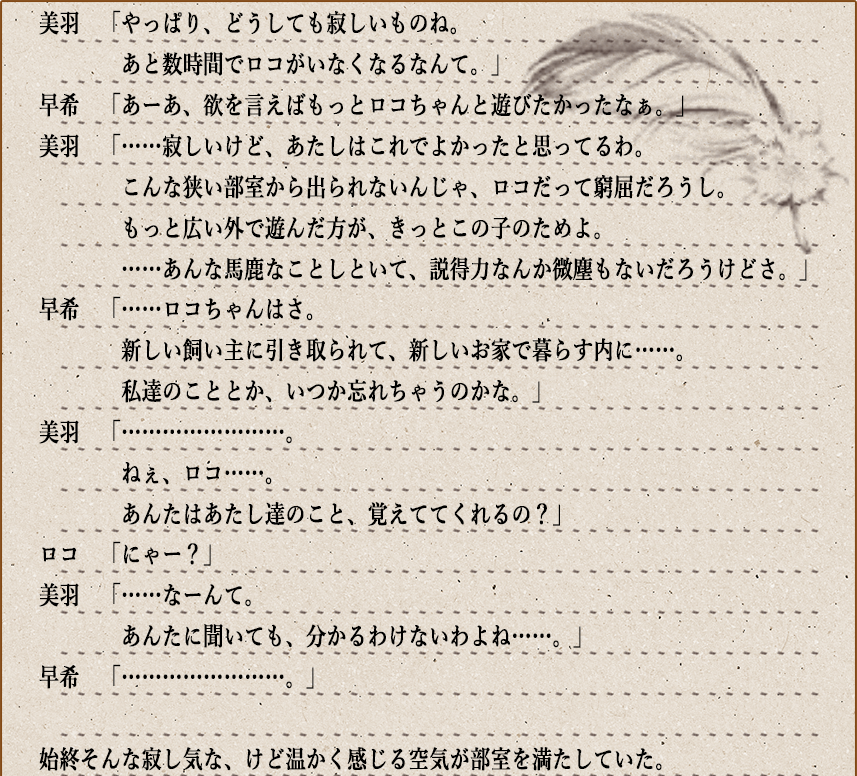 美羽　「やっぱり、どうしても寂しいものね。
あと数時間でロコがいなくなるなんて。」
早希　「あーあ、欲を言えばもっとロコちゃんと遊びたかったなぁ。」
美羽　「……寂しいけど、あたしはこれでよかったと思ってるわ。
こんな狭い部室から出られないんじゃ、ロコだって窮屈だろうし。
もっと広い外で遊んだ方が、きっとこの子のためよ。
……あんな馬鹿なことしといて、説得力なんか微塵もないだろうけどさ。」
早希　「……ロコちゃんはさ。
新しい飼い主に引き取られて、新しいお家で暮らす内に……。
私達のこととか、いつか忘れちゃうのかな。」
美羽　「……………………。
ねぇ、ロコ……。
あんたはあたし達のこと、覚えててくれるの？」
ロコ　「にゃー？」
美羽　「……なーんて。
あんたに聞いても、分かるわけないわよね……。」
早希　「……………………。」
始終そんな寂し気な、けど温かく感じる空気が部室を満たしていた。